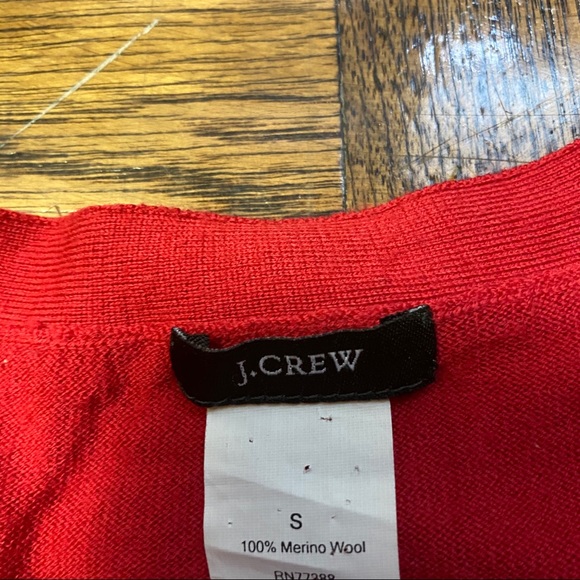 J.CREW
S
100% Merino Wool
RN77388